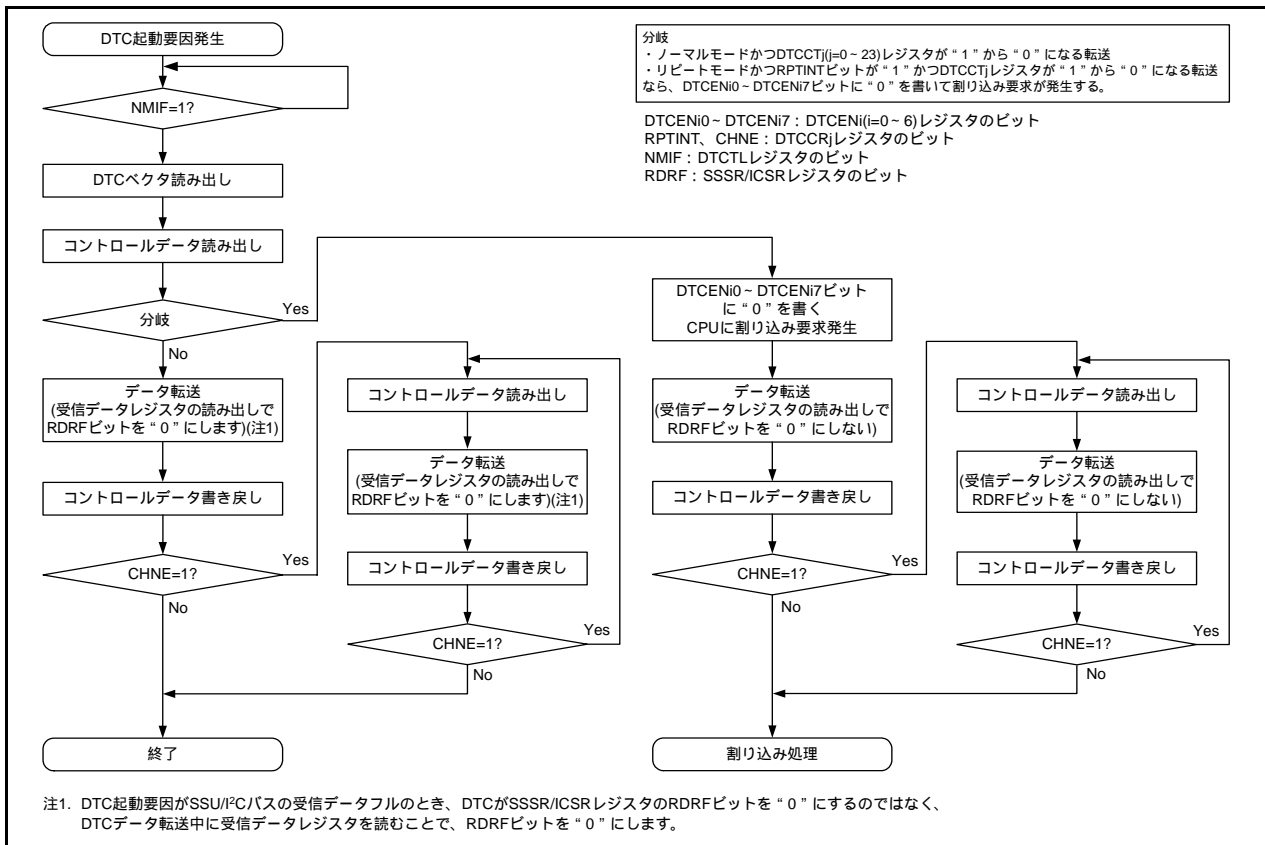 DTC起動要因発生
NMIF=1?
DTCベクタ読み出し
コントロールデータ読み出し
分岐
Yes
No
データ転送
(受信データレジスタの読み出しで
RDRFビットを“0”にします)(注1)
コントロールデータ書き戻し
CHNE=1?
Yes
No
終了
コントロールデータ読み出し
データ転送
(受信データレジスタの読み出しで
RDRFビットを“0”にします)(注1)
コントロールデータ書き戻し
CHNE=1?
Yes
No
分岐
・ノーマルモードかつDTCCTj(j=0~23)レジスタが“1”から“0”になる転送
・リピートモードかつRPTINTビットが“1”かつDTCCTjレジスタが“1”から“0”になる転送
なら、DTCENi0~DTCENi7ビットに“0”を書いて割り込み要求が発生する。
DTCENi0~DTCENi7:DTCENi(i=0~6)レジスタのビット
RPTINT、CHNE:DTCCRjレジスタのビット
NMIF:DTCTLレジスタのビット
RDRF:SSSR/ICSRレジスタのビット
DTCENi0~DTCENi7ビット
に“0”を書く
CPUに割り込み要求発生
データ転送
(受信データレジスタの読み出しで
RDRFビットを“0”にしない)
コントロールデータ書き戻し
CHNE=1?
Yes
No
割り込み処理
コントロールデータ読み出し
データ転送
(受信データレジスタの読み出しで
RDRFビットを“0”にしない)
コントロールデータ書き戻し
CHNE=1?
Yes
No
注1. DTC起動要因がSSU/I²Cバスの受信データフルのとき、DTCがSSSR/ICSRレジスタのRDRFビットを“0”にするのではなく、
DTCデータ転送中に受信データレジスタを読むことで、RDRFビットを“0”にします。